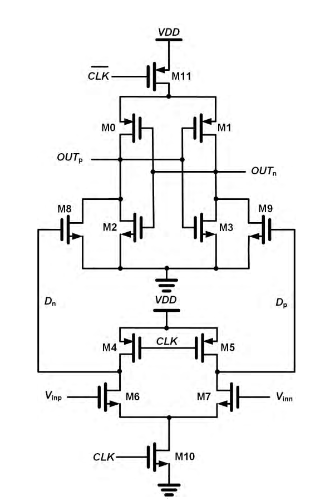 VDD
C̅L̅K̅ M11
M0 M1
OUTp OUTn
M8 M9
M2 M3
Dn VDD Dp
M4 CLK M5
Vinp M6 M7 Vinn
CLK M10